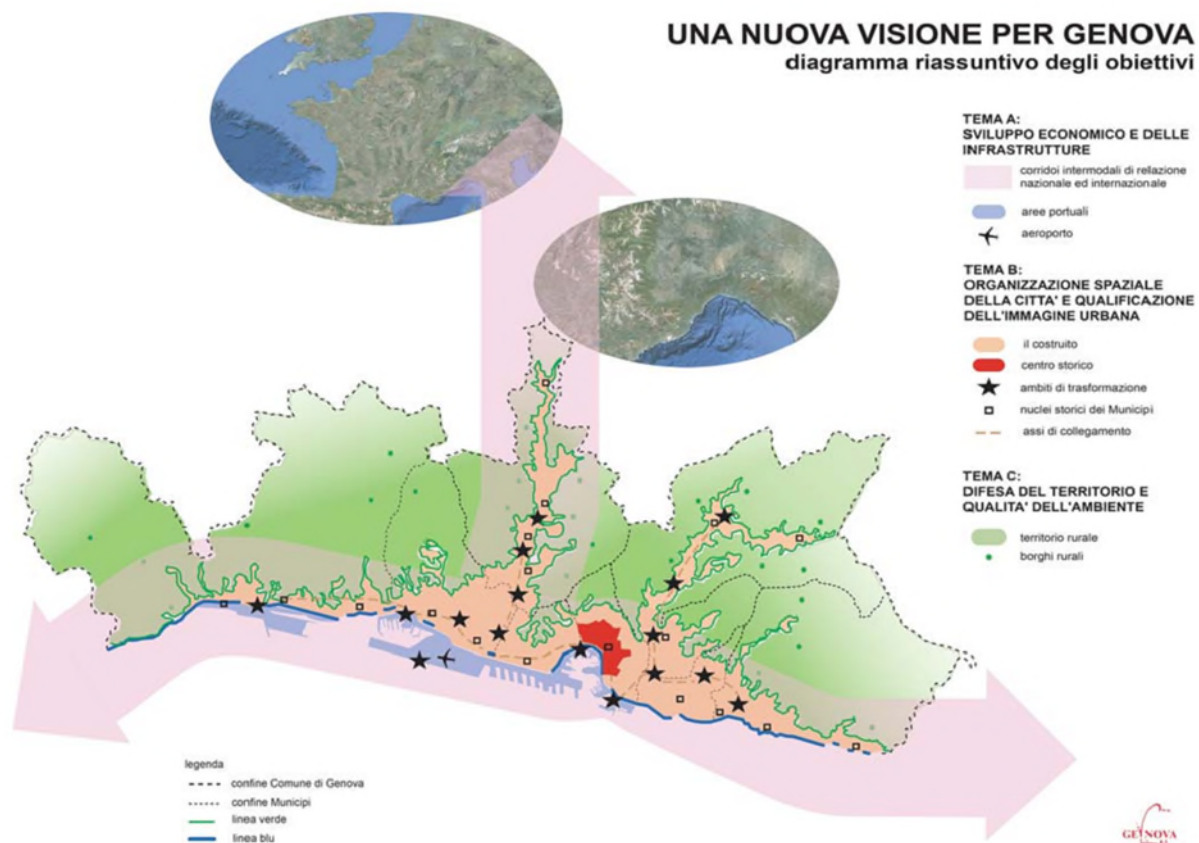 UNA NUOVA VISIONE PER GENOVA
diagramma riassuntivo degli obiettivi
TEMA A:
SVILUPPO ECONOMICO E DELLE
INFRASTRUTTURE
corridoi intermodali di relazione
nazionale ed internazionale
aree portuali
aeroporto
TEMA B:
ORGANIZZAZIONE SPAZIALE
DELLA CITTA' E QUALIFICAZIONE
DELL'IMMAGINE URBANA
il costruito
centro storico
ambiti di trasformazione
nuclei storici dei Municipi
assi di collegamento
TEMA C:
DIFESA DEL TERRITORIO E
QUALITA' DELL'AMBIENTE
territorio rurale
borghi rurali
legenda
confine Comune di Genova
confine Municipi
linea verde
linea blu
GENOVA